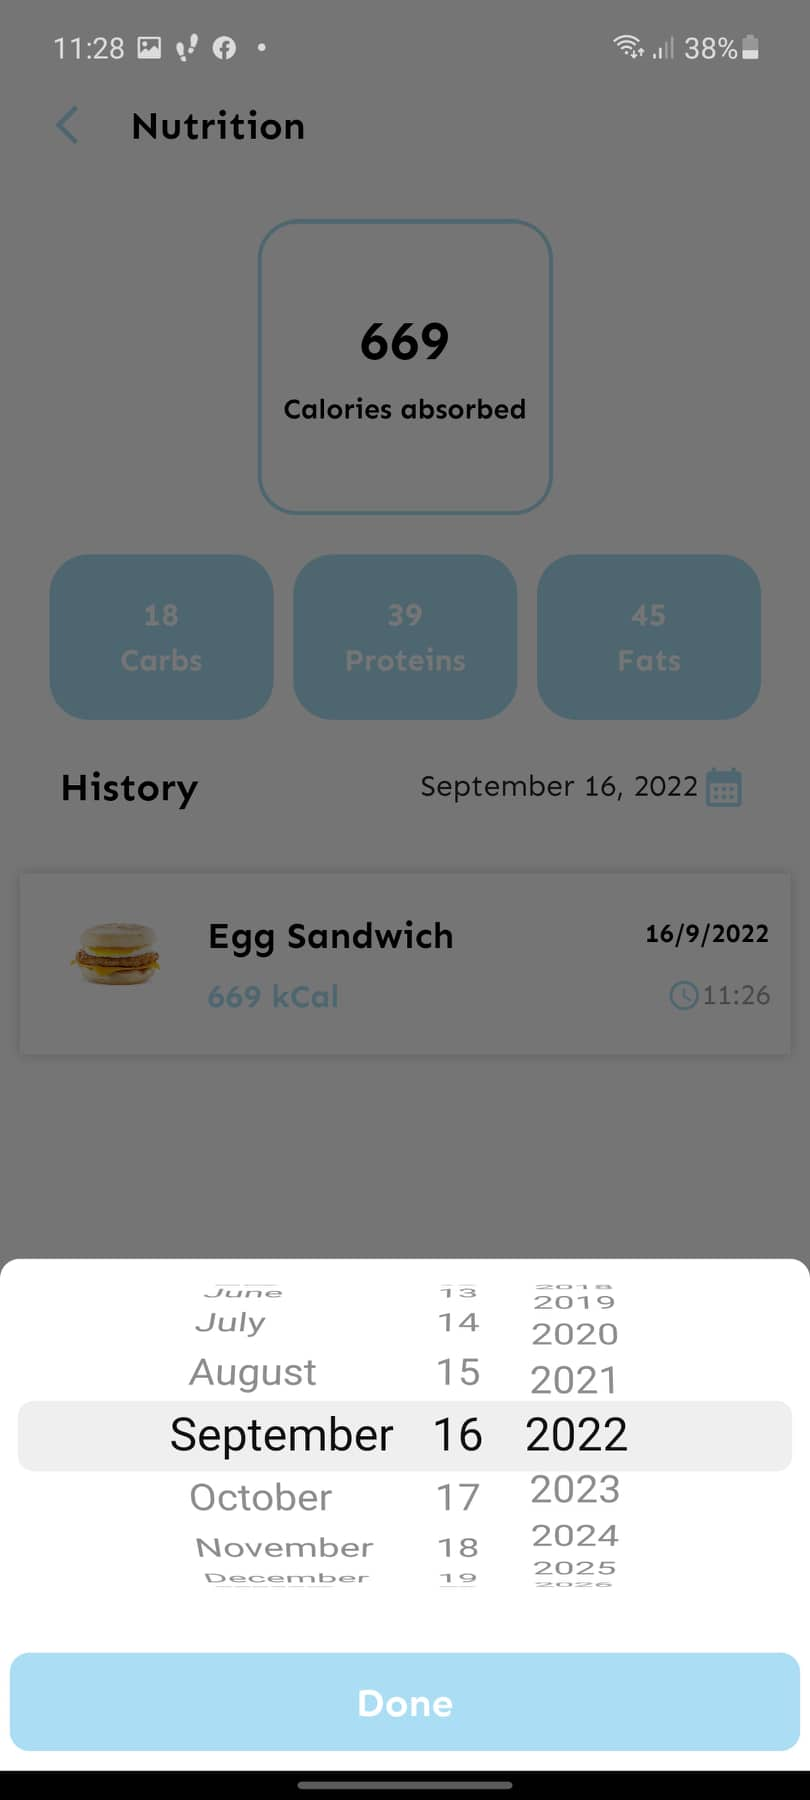 11:28 38%
Nutrition
669
Calories absorbed
18 39 45
Carbs Proteins Fats
History September 16, 2022
Egg Sandwich 16/9/2022
669 kCal 11:26
2018
June 13 2019
July 14 2020
August 15 2021
September 16 2022
October 17 2023
November 18 2024
December 19 2025
2026
Done